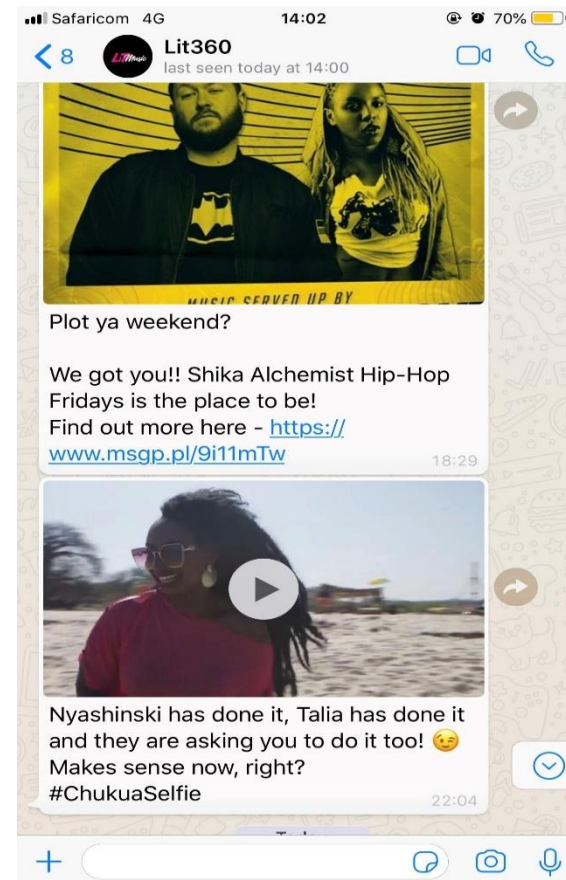 Safaricom 4G 14:02 70%
8 LiTMusic Lit360
last seen today at 14:00
MUSIC SERVED UP BY
Plot ya weekend?
We got you!! Shika Alchemist Hip-Hop
Fridays is the place to be!
Find out more here - https://
www.msgp.pl/9i11mTw
18:29
Nyashinski has done it, Talia has done it
and they are asking you to do it too! 😉
Makes sense now, right?
#ChukuaSelfie
22:04